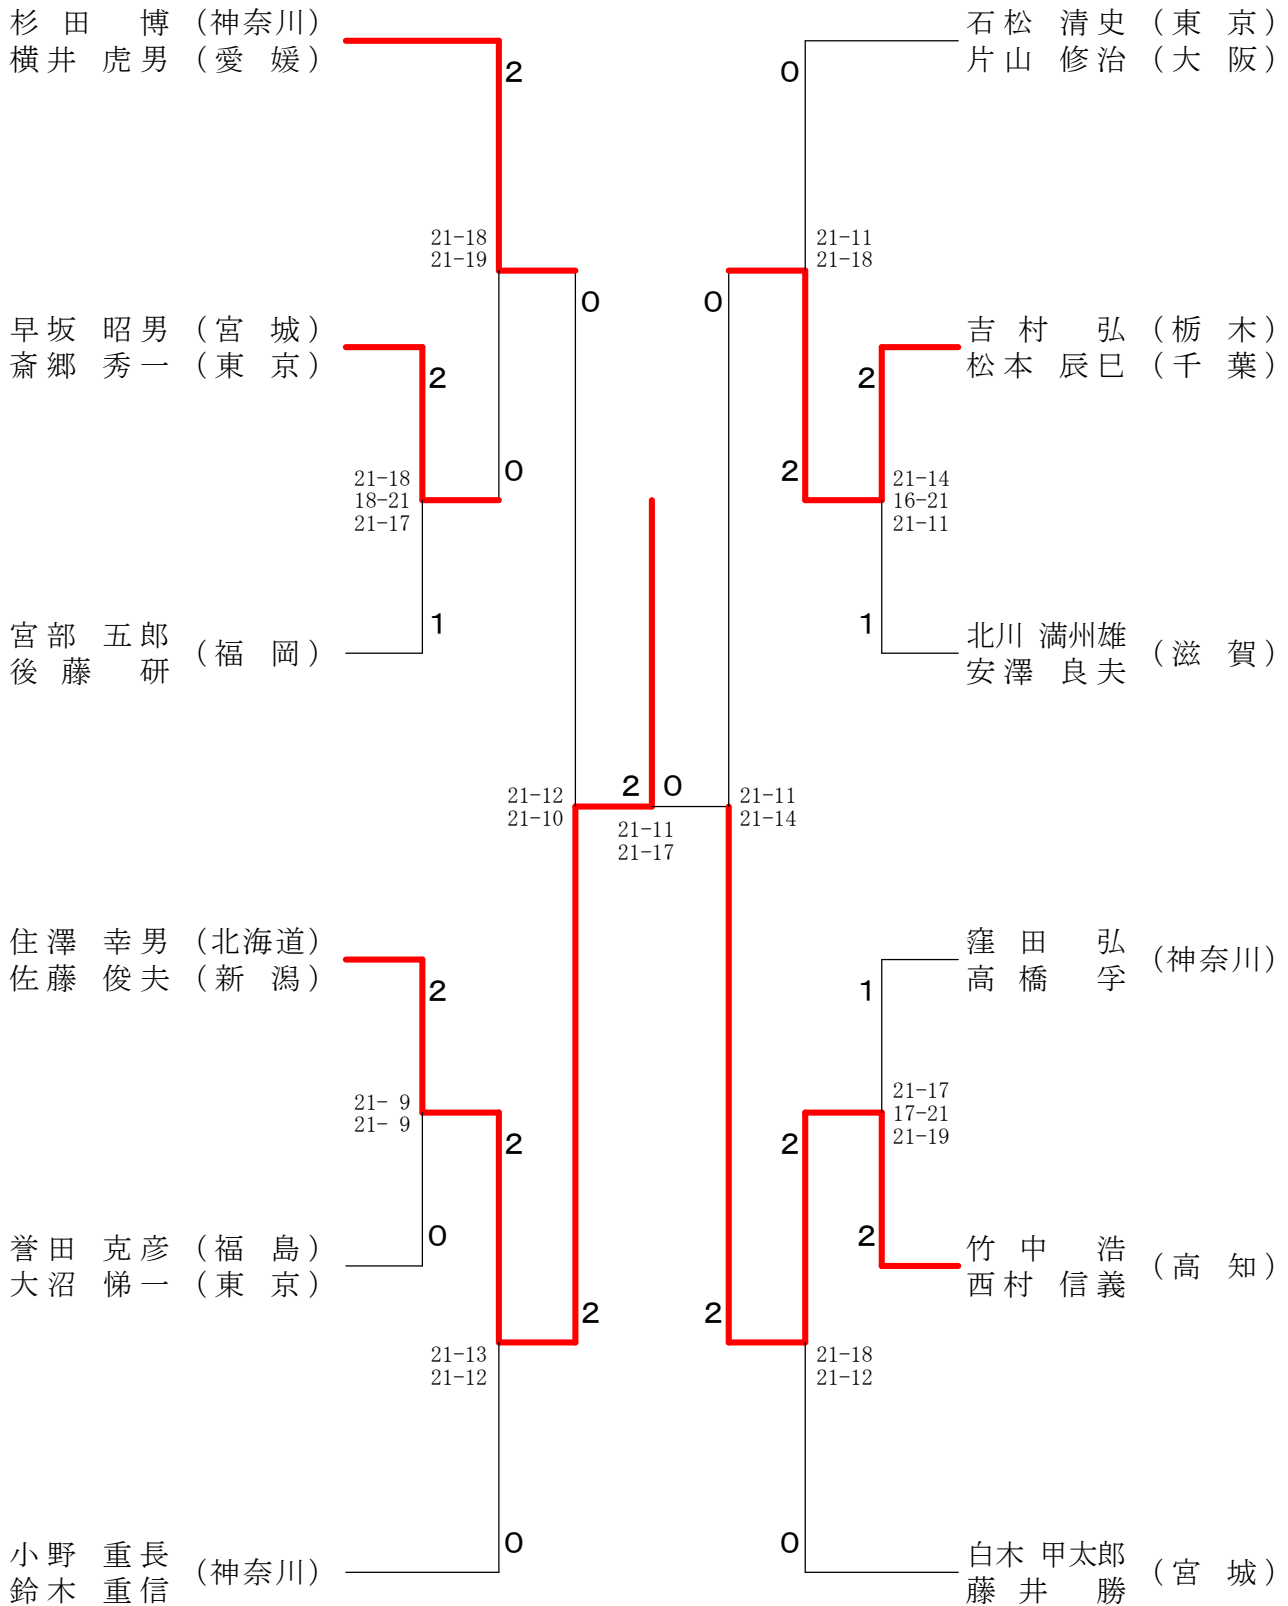 杉田 博 (神奈川)
横井 虎男 (愛媛)
2
21-18
21-19
0
早坂 昭男 (宮城)
斎郷 秀一 (東京)
2
21-18
18-21
21-17
0
宮部 五郎
後藤 研
(福岡)
1
21-12
21-10
住澤 幸男 (北海道)
佐藤 俊夫 (新潟)
2
21- 9
21- 9
2
誉田 克彦 (福島)
大沼 悌一 (東京)
0
21-13
21-12
2
小野 重長
鈴木 重信
(神奈川)
0
2 0
21-11
21-17
石松 清史 (東京)
片山 修治 (大阪)
0
21-11
21-18
0
吉村 弘 (栃木)
松本 辰巳 (千葉)
2
2
21-14
16-21
21-11
北川 満州雄
安澤 良夫
(滋賀)
1
21-11
21-14
窪田 弘
高橋 孚
(神奈川)
1
21-17
17-21
21-19
2
竹中 浩
西村 信義
(高知)
2
2
21-18
21-12
白木 甲太郎
藤井 勝
(宮城)
0